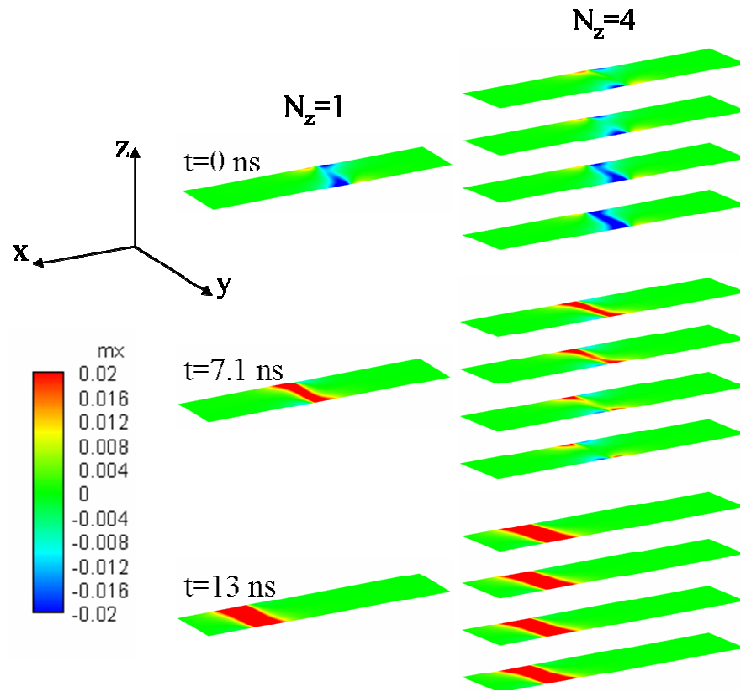 N_z=4
N_z=1
z
t=0 ns
x
y
mx
0.02
0.016
0.012
0.008
0.004
0
-0.004
-0.008
-0.012
-0.016
-0.02
t=7.1 ns
t=13 ns